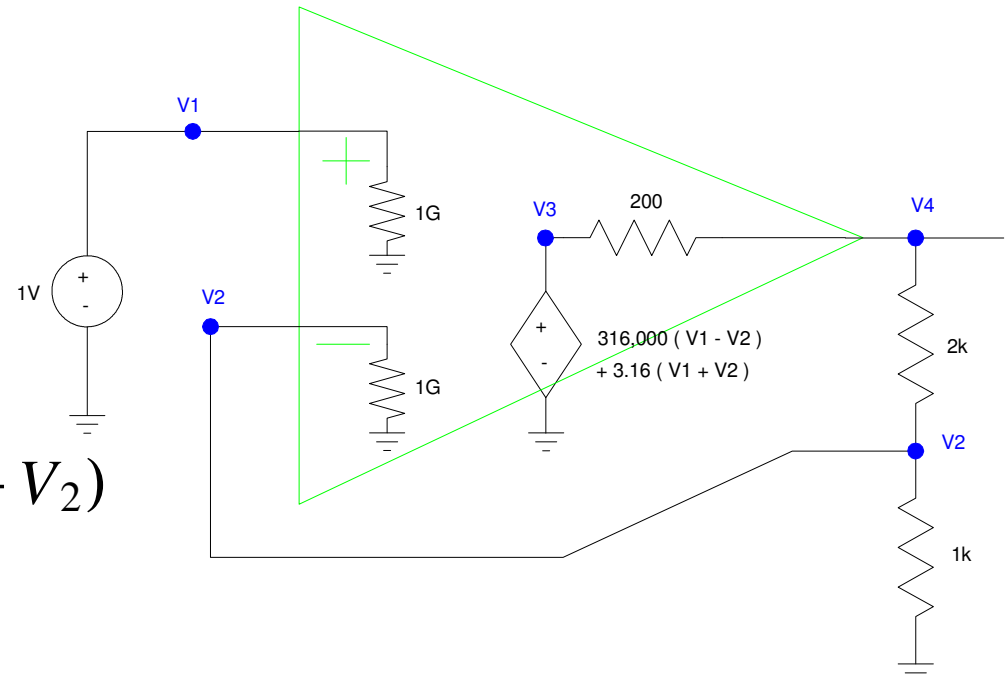 V1
200
V3
V4
1G
1V
+
-
V2
+
-
316,000 ( V1 - V2 )
+ 3.16 ( V1 + V2 )
2k
1G
V2
- V2)
1k